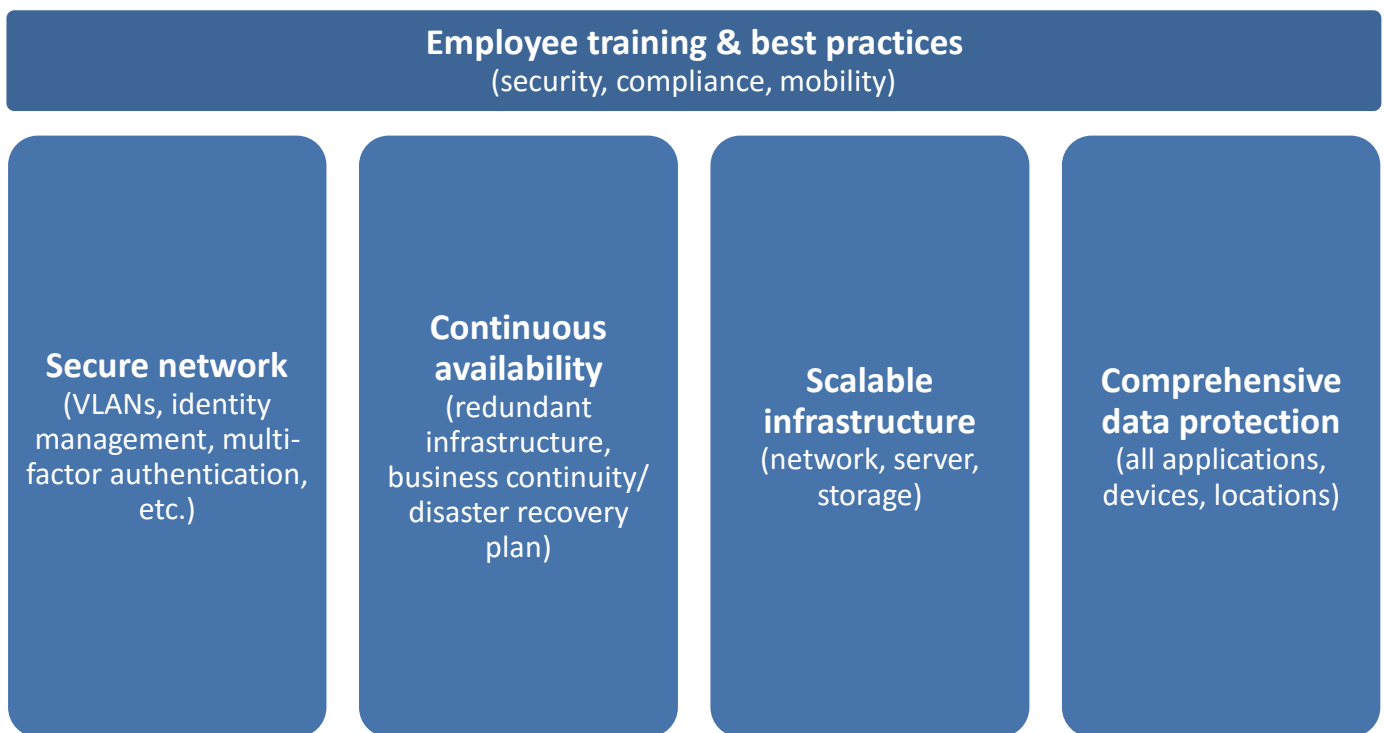 Employee training & best practices
(security, compliance, mobility)
Secure network
(VLANs, identity
management, multi-
factor authentication,
etc.)
Continuous
availability
(redundant
infrastructure,
business continuity/
disaster recovery
plan)
Scalable
infrastructure
(network, server,
storage)
Comprehensive
data protection
(all applications,
devices, locations)